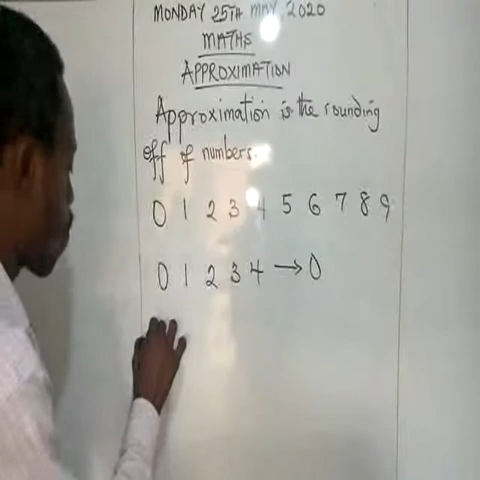 MONDAY 25TH MAY, 2020
MATHS
APPROXIMATION
Approximation is the rounding
off of numbers.
0 1 2 3 4 5 6 7 8 9
0 1 2 3 4 → 0